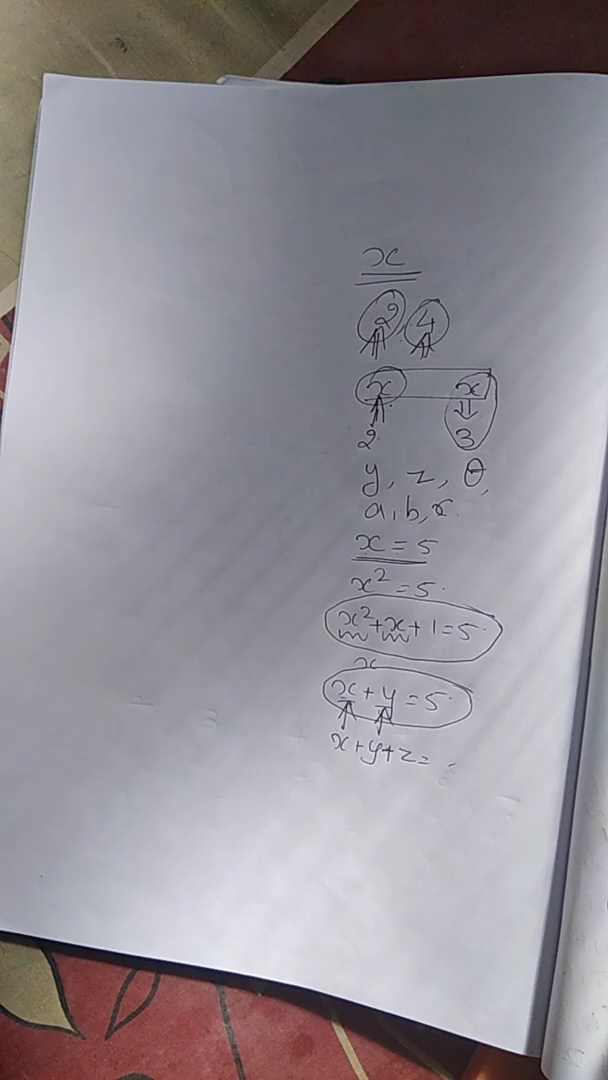 x
2, 4
x x
2 3
y, z, θ,
a, b, r.
x = 5
x² = 5.
x²+x+1=5.
x
x+y=5.
x+y+z=